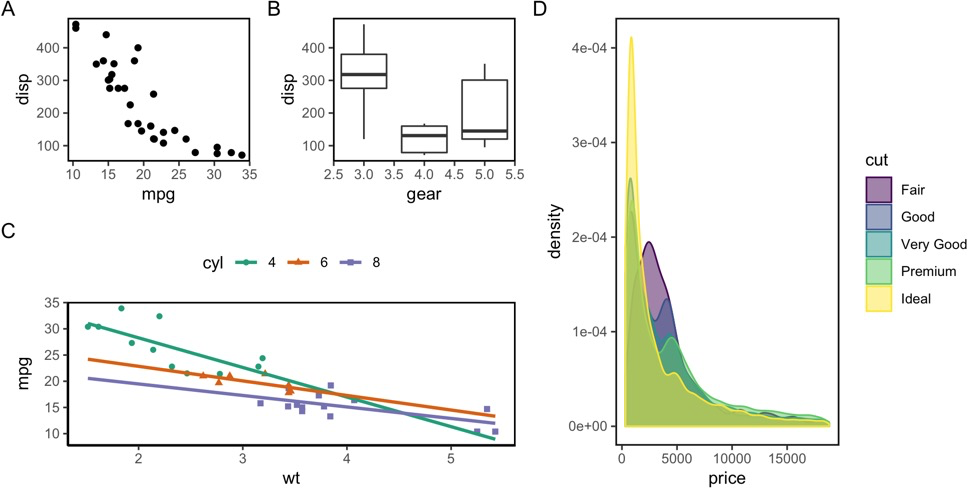 A
disp
400
300
200
100
10 15 20 25 30 35
mpg
B
disp
400
300
200
100
2.5 3.0 3.5 4.0 4.5 5.0 5.5
gear
C
cyl 4 6 8
mpg
35
30
25
20
15
10
2 3 4 5
wt
D
density
4e-04
3e-04
2e-04
1e-04
0e+00
0 5000 10000 15000
price
cut
Fair
Good
Very Good
Premium
Ideal